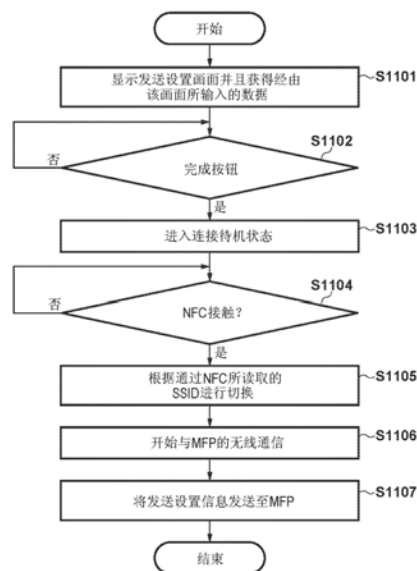 开始
显示发送设置画面并且获得经由
该画面所输入的数据
S1101
S1102
完成按钮
否
是
进入连接待机状态
S1103
S1104
NFC接触?
否
是
根据通过NFC所读取的
SSID进行切换
S1105
开始与MFP的无线通信
S1106
将发送设置信息发送至MFP
S1107
结束